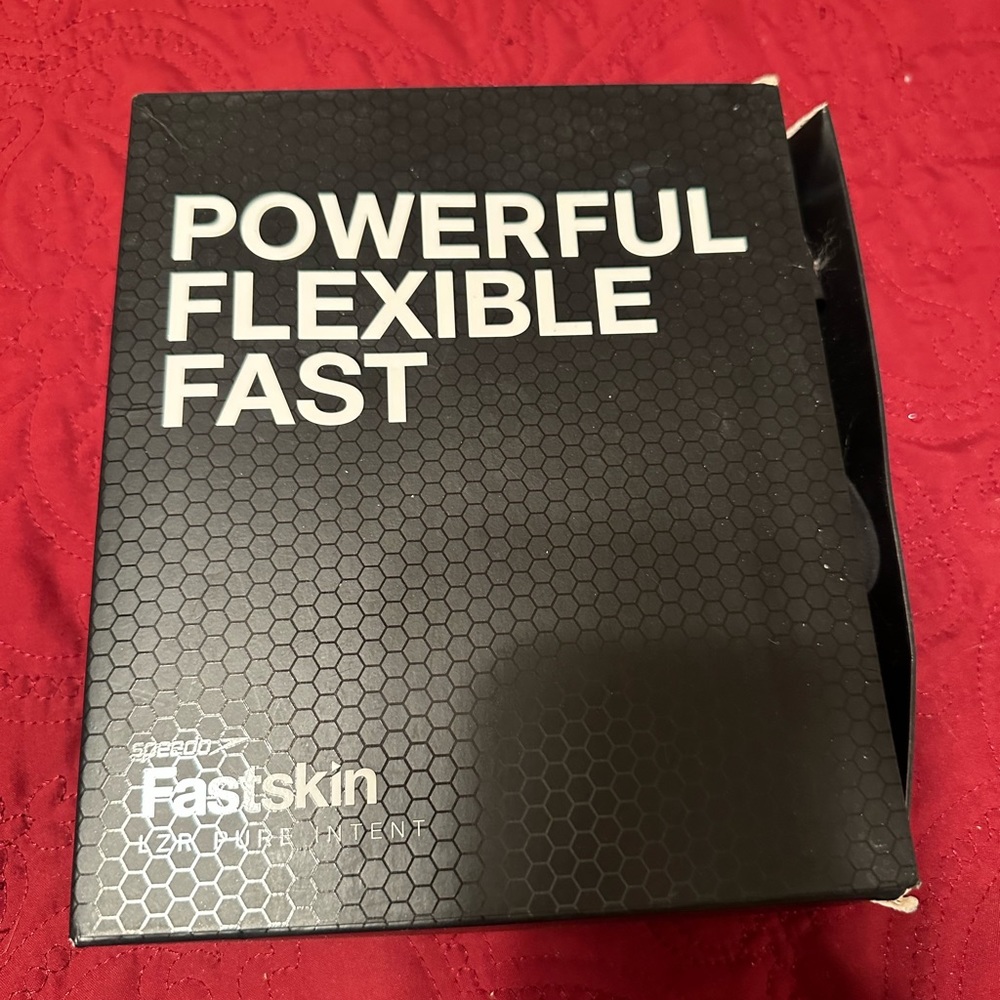 POWERFUL
FLEXIBLE
FAST
speedo
Fastskin
LZR PURE INTENT